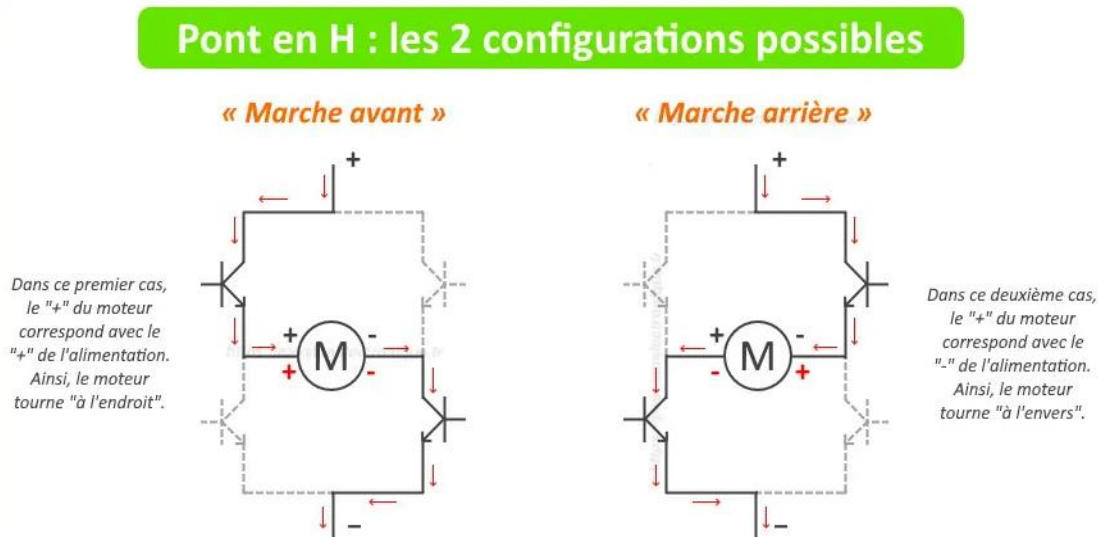 Pont en H : les 2 configurations possibles
« Marche avant »
« Marche arrière »
+
+
Dans ce premier cas,
le "+" du moteur
correspond avec le
"+" de l'alimentation.
Ainsi, le moteur
tourne "à l'endroit".
+ M -
+ -
+ M -
- +
Dans ce deuxième cas,
le "+" du moteur
correspond avec le
"-" de l'alimentation.
Ainsi, le moteur
tourne "à l'envers".
–
–